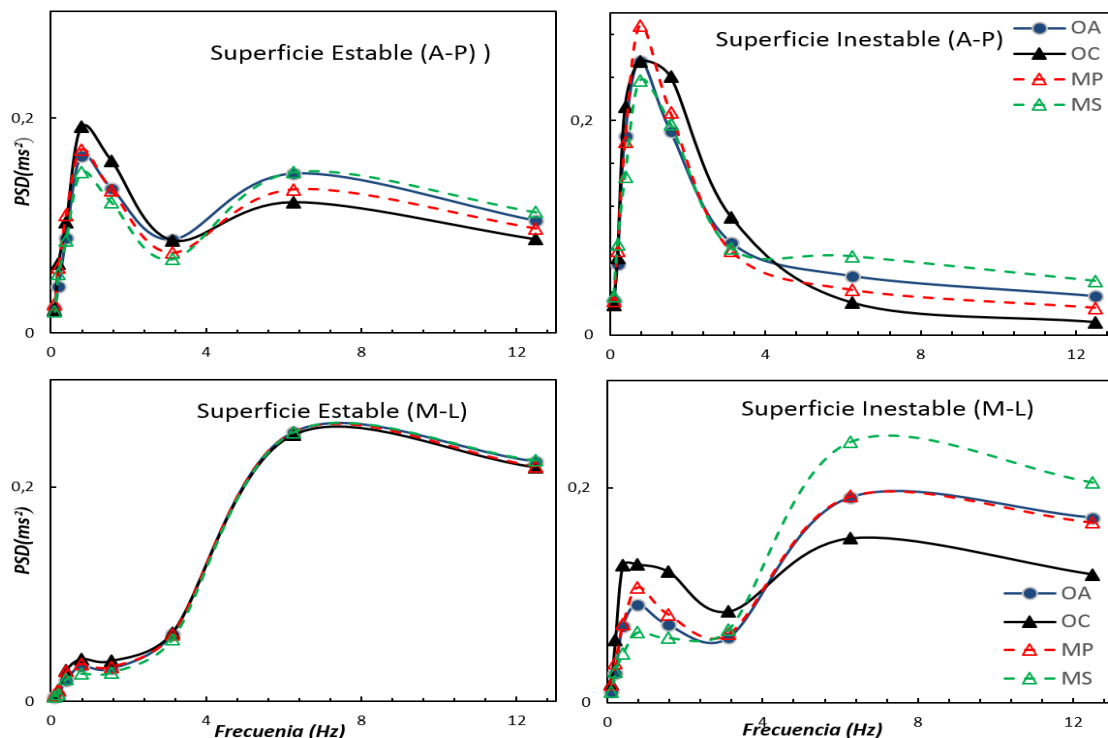 Superficie Estable (A-P) )
PSD(ms²)
0,2
0
0 4 8 12
Superficie Inestable (A-P)
OA
OC
MP
MS
PSD(ms²)
0,2
0
0 4 8 12
Superficie Estable (M-L)
PSD(ms²)
0,2
0
0 4 8 12
Frecuenia (Hz)
Superficie Inestable (M-L)
0,2
0
OA
OC
MP
MS
0 4 8 12
Frecuencia (Hz)